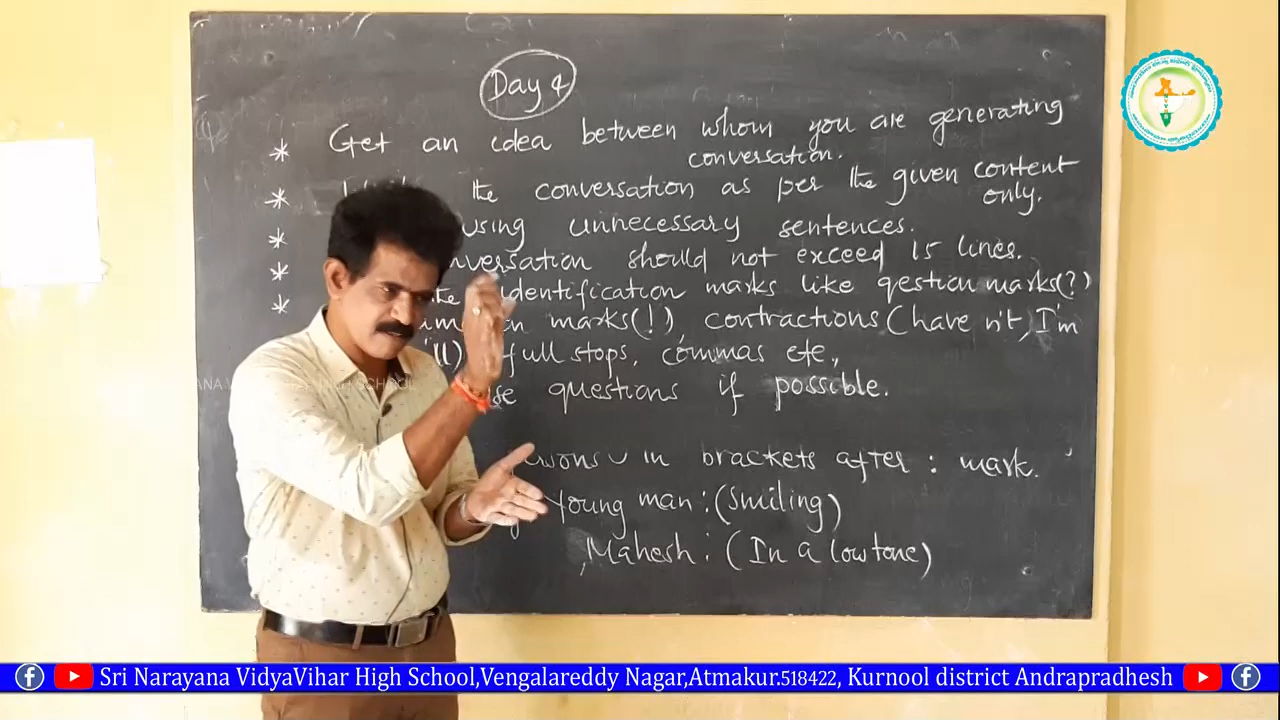 Day 4
* Get an idea between whom you are generating
conversation.
* the conversation as per the given content
only.
* using unnecessary sentences.
* should not exceed 15 lines.
* identification marks like qestion marks(?)
marks(!), contractions (have n't, I'm
full stops, commas etc.,
questions if possible.
in brackets after : mark.
Young man : (Smiling)
Mahesh : (In a low tone)
Sri Narayana VidyaVihar High School,Vengalareddy Nagar,Atmakur.518422, Kurnool district Andrapradhesh